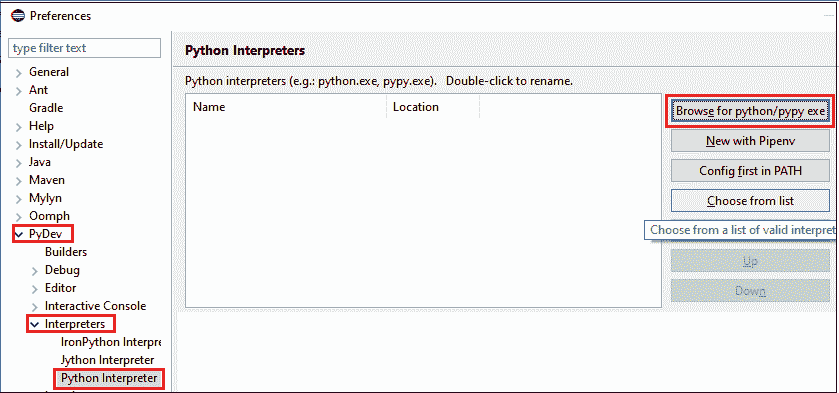 Preferences
type filter text
General
Ant
Gradle
Help
Install/Update
Java
Maven
Mylyn
Oomph
PyDev
Builders
Debug
Editor
Interactive Console
Interpreters
IronPython Interpre
Jython Interpreter
Python Interpreter
Python Interpreters
Python interpreters (e.g.: python.exe, pypy.exe).   Double-click to rename.
Name Location
Browse for python/pypy exe
New with Pipenv
Config first in PATH
Choose from list
Choose from a list of valid interpret
Up
Down